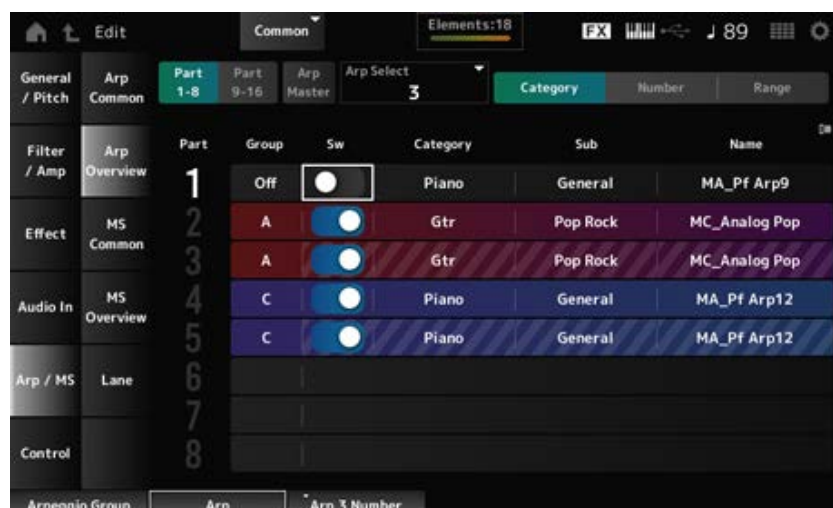 Edit Common Elements:18 FX ♩ 89
General / Pitch Arp Common Part 1-8 Part 9-16 Arp Master Arp Select 3 Category Number Range
Filter / Amp Arp Overview Part Group Sw Category Sub Name
1 Off Piano General MA_Pf Arp9
Effect MS Common 2 A Gtr Pop Rock MC_Analog Pop
3 A Gtr Pop Rock MC_Analog Pop
Audio In MS Overview 4 C Piano General MA_Pf Arp12
5 C Piano General MA_Pf Arp12
Arp / MS Lane 6
7
Control 8
Arpeggio Group Arp Arp 3 Number